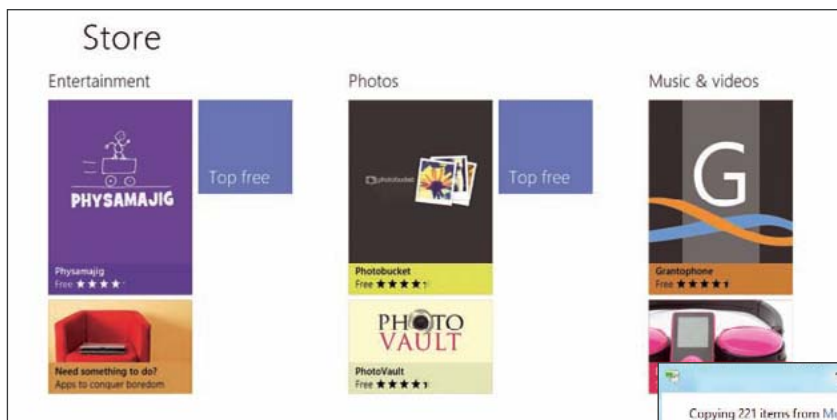 Store
Entertainment
Top free
PHYSAMAJIG
Physamajig
Free
Need something to do?
Apps to conquer boredom
Photos
photobucket
Top free
Photobucket
Free
PHOTO
VAULT
PhotoVault
Free
Music & videos
G
Grantophone
Free
Copying 221 items from